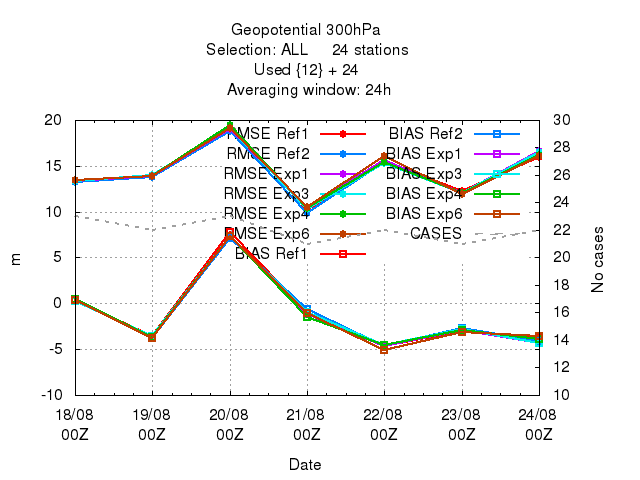 Geopotential 300hPa
Selection: ALL 24 stations
Used {12} + 24
Averaging window: 24h
RMSE Ref1
RMSE Ref2
RMSE Exp1
RMSE Exp3
RMSE Exp4
RMSE Exp6
BIAS Ref1
BIAS Ref2
BIAS Exp1
BIAS Exp3
BIAS Exp4
BIAS Exp6
CASES
20
15
10
5
0
-5
-10
m
30
28
26
24
22
20
18
16
14
12
10
No cases
18/08 19/08 20/08 21/08 22/08 23/08 24/08
00Z 00Z 00Z 00Z 00Z 00Z 00Z
Date